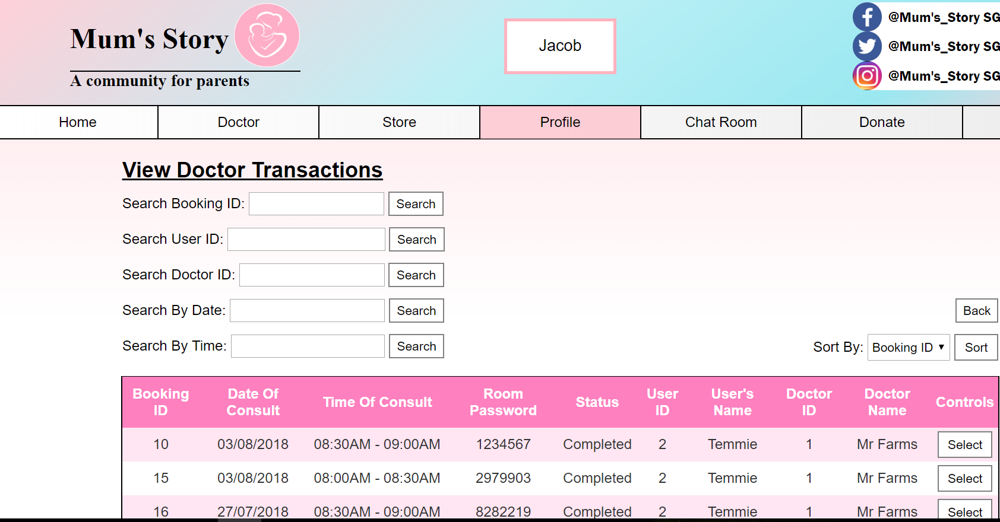 Mum's Story
A community for parents
Jacob
@Mum's_Story SG
@Mum's_Story SG
@Mum's_Story SG
Home Doctor Store Profile Chat Room Donate
View Doctor Transactions
Search Booking ID: Search
Search User ID: Search
Search Doctor ID: Search
Search By Date: Search
Back
Search By Time: Search
Sort By: Booking ID Sort
Booking ID Date Of Consult Time Of Consult Room Password Status User ID User's Name Doctor ID Doctor Name Controls
10 03/08/2018 08:30AM - 09:00AM 1234567 Completed 2 Temmie 1 Mr Farms Select
15 03/08/2018 08:00AM - 08:30AM 2979903 Completed 2 Temmie 1 Mr Farms Select
16 27/07/2018 08:30AM - 09:00AM 8282219 Completed 2 Temmie 1 Mr Farms Select